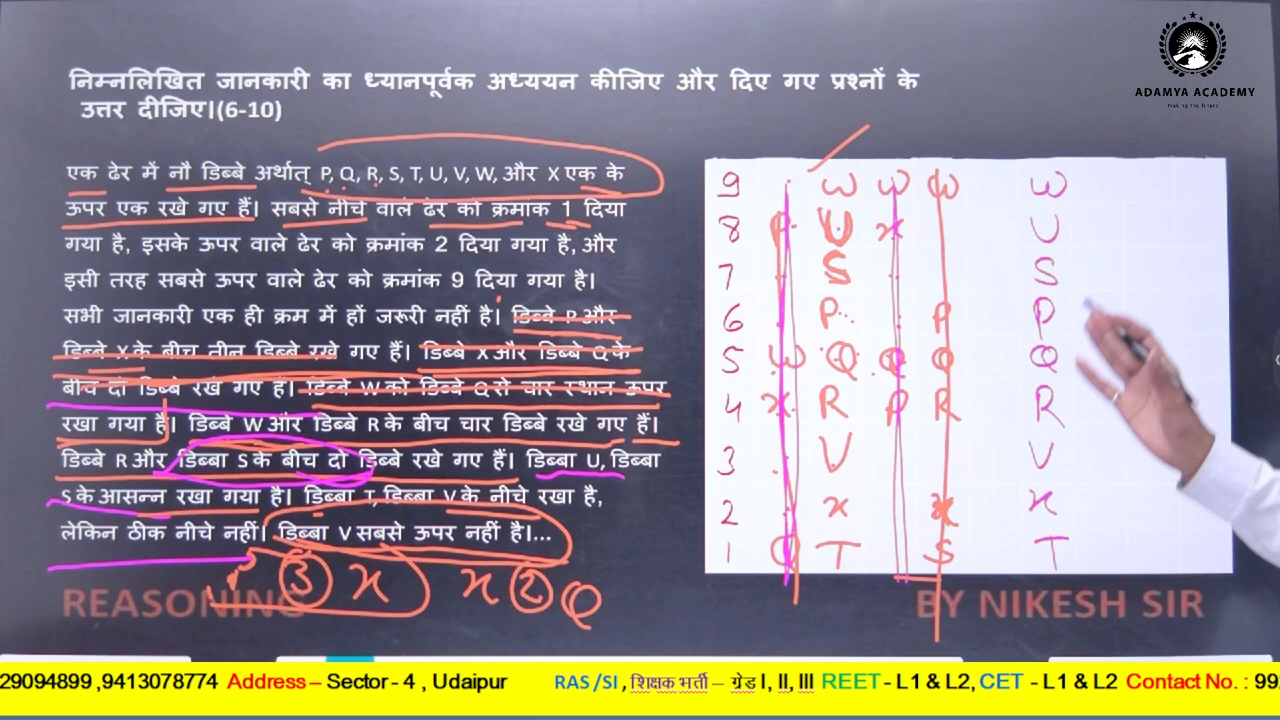 ADAMYA ACADEMY
निम्नलिखित जानकारी का ध्यानपूर्वक अध्ययन कीजिए और दिए गए प्रश्नों के
उत्तर दीजिए।(6-10)
एक ढेर में नौ डिब्बे अर्थात् P, Q, R, S, T, U, V, W, और X एक के
ऊपर एक रखे गए हैं। सबसे नीचे वाले ढेर को क्रमांक 1 दिया
गया है, इसके ऊपर वाले ढेर को क्रमांक 2 दिया गया है, और
इसी तरह सबसे ऊपर वाले ढेर को क्रमांक 9 दिया गया है।
सभी जानकारी एक ही क्रम में हों जरूरी नहीं है। डिब्बे P और
डिब्बे X के बीच तीन डिब्बे रखे गए हैं। डिब्बे X और डिब्बे Q के
बीच दो डिब्बे रखे गए हैं। डिब्बे W को डिब्बे Q से चार स्थान ऊपर
रखा गया है। डिब्बे W और डिब्बे R के बीच चार डिब्बे रखे गए हैं।
डिब्बे R और डिब्बा S के बीच दो डिब्बे रखे गए हैं। डिब्बा U, डिब्बा
S के आसन्न रखा गया है। डिब्बा T, डिब्बा V के नीचे रखा है,
लेकिन ठीक नीचे नहीं। डिब्बा V सबसे ऊपर नहीं है।...
P 3 x x 2 Q
9 W W W W
8 P U x U
7 S S
6 P P P
5 W Q Q Q Q
4 x R P R R
3 V V
2 x x x
1 Q T S T
REASONING
BY NIKESH SIR
29094899 ,9413078774 Address – Sector - 4 , Udaipur RAS /SI , शिक्षक भर्ती – ग्रेड I, II, III REET - L1 & L2, CET - L1 & L2 Contact No. : 99